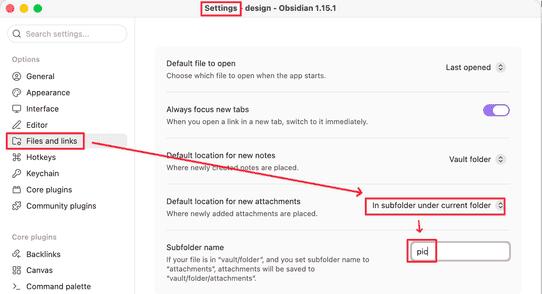 Settings - design - Obsidian 1.15.1
Search settings...
Options
General
Appearance
Interface
Editor
Files and links
Hotkeys
Keychain
Core plugins
Community plugins
Core plugins
Backlinks
Canvas
Command palette
Default file to open
Choose which file to open when the app starts.
Last opened
Always focus new tabs
When you open a link in a new tab, switch to it immediately.
Default location for new notes
Where newly created notes are placed.
Vault folder
Default location for new attachments
Where newly added attachments are placed.
In subfolder under current folder
Subfolder name
If your file is in "vault/folder", and you set subfolder name to
"attachments", attachments will be saved to
"vault/folder/attachments".
pic